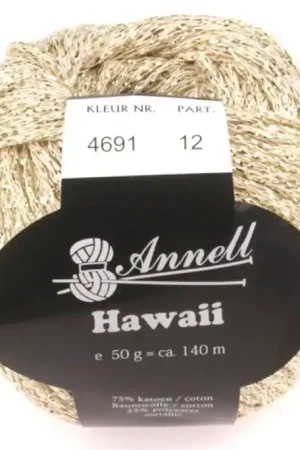 KLEUR NR. PART.
4691 12
Annell
Hawaii
e 50 g = ca. 140 m
75% katoen / coton
Baumwolle / cotton
25% polyester
metallic